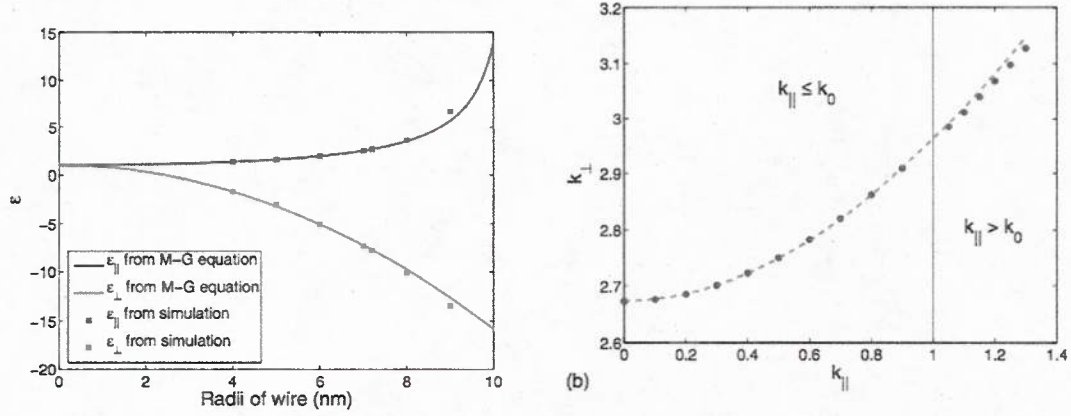 15
10
5
0
−5
−10
−15
−20
ε
ε|| from M−G equation
ε⊥ from M−G equation
ε|| from simulation
ε⊥ from simulation
0 2 4 6 8 10
Radii of wire (nm)
3.2
3.1
3
2.9
2.8
2.7
2.6
k⊥
k|| ≤ k0
k|| > k0
0 0.2 0.4 0.6 0.8 1 1.2 1.4
k||
(b)